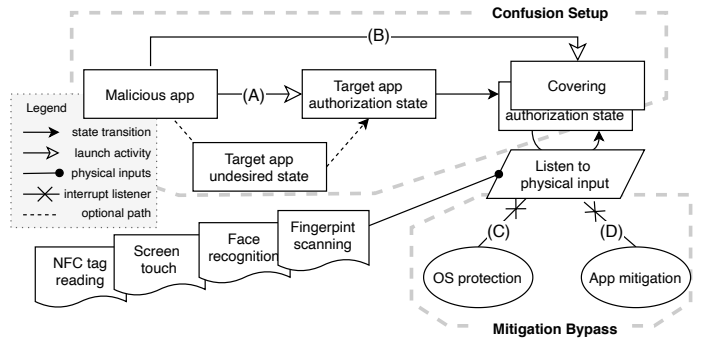 Confusion Setup
(B)
Malicious app
(A)
Target app
authorization state
Covering
authorization state
Legend
state transition
launch activity
physical inputs
interrupt listener
optional path
Target app
undesired state
Listen to
physical input
Fingerpint
scanning
Face
recognition
Screen
touch
NFC tag
reading
(C)
(D)
OS protection
App mitigation
Mitigation Bypass